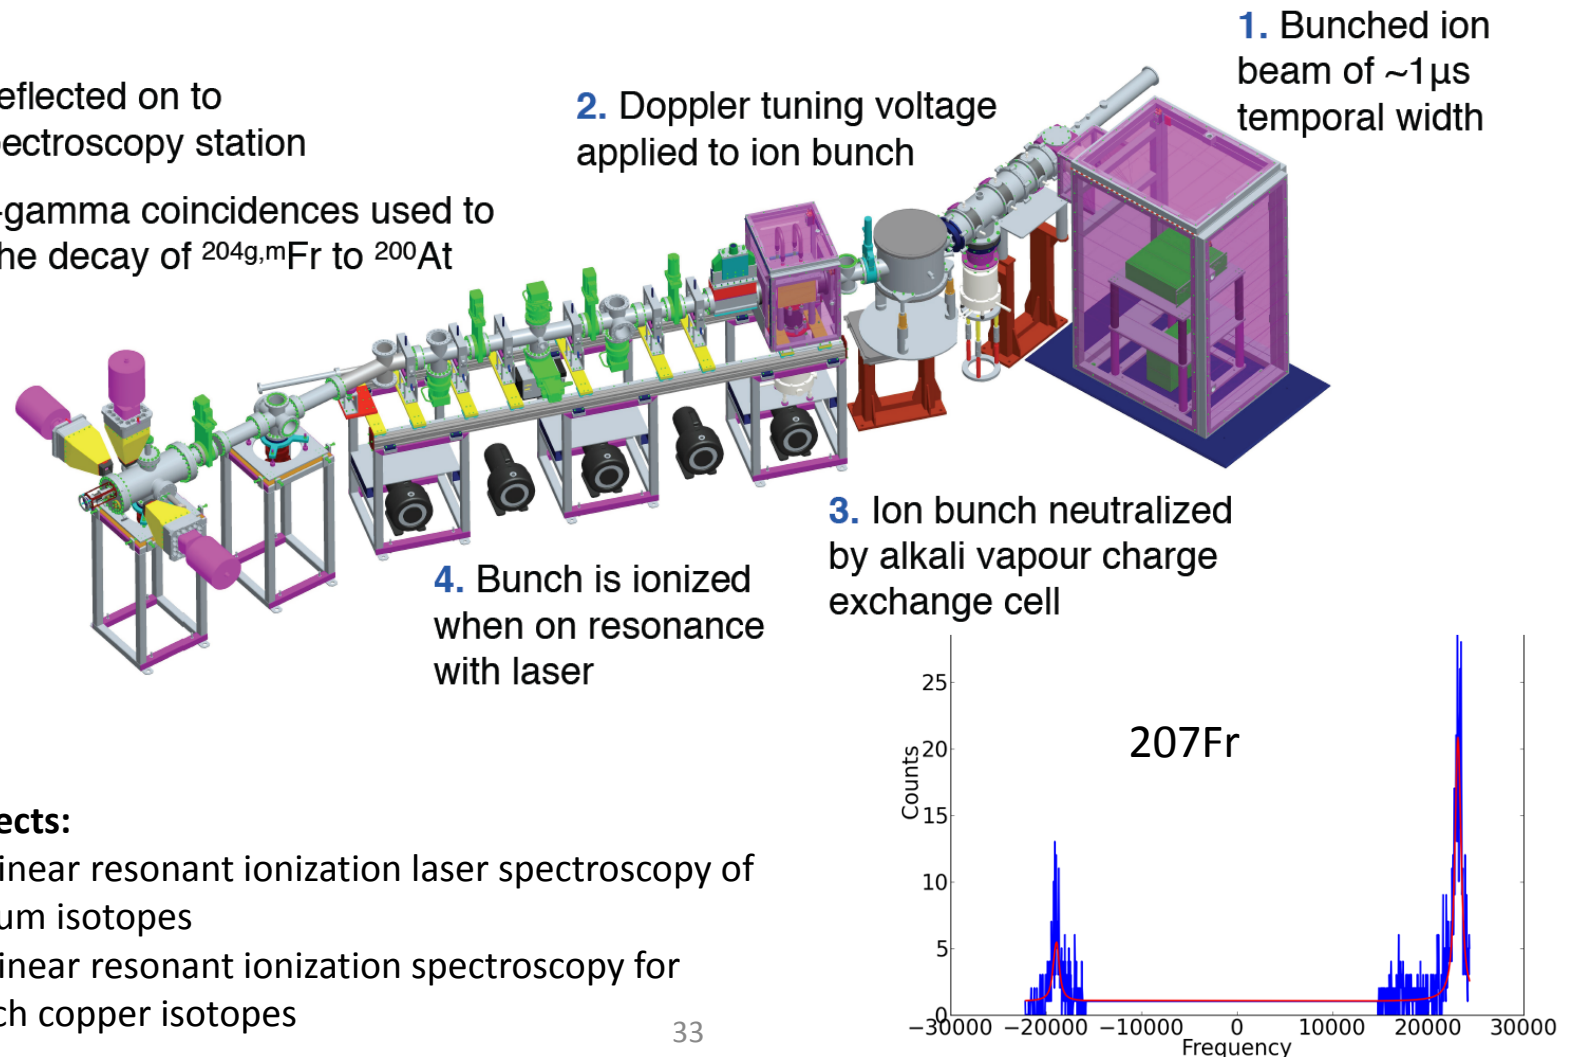 1. Bunched ion
beam of ~1μs
temporal width
2. Doppler tuning voltage
applied to ion bunch
eflected on to
ectroscopy station
-gamma coincidences used to
he decay of 204g,mFr to 200At
3. Ion bunch neutralized
by alkali vapour charge
exchange cell
4. Bunch is ionized
when on resonance
with laser
207Fr
Counts
25
20
15
10
5
0
−30000 −20000 −10000 0 10000 20000 30000
Frequency
ects:
inear resonant ionization laser spectroscopy of
um isotopes
inear resonant ionization spectroscopy for
ch copper isotopes
33